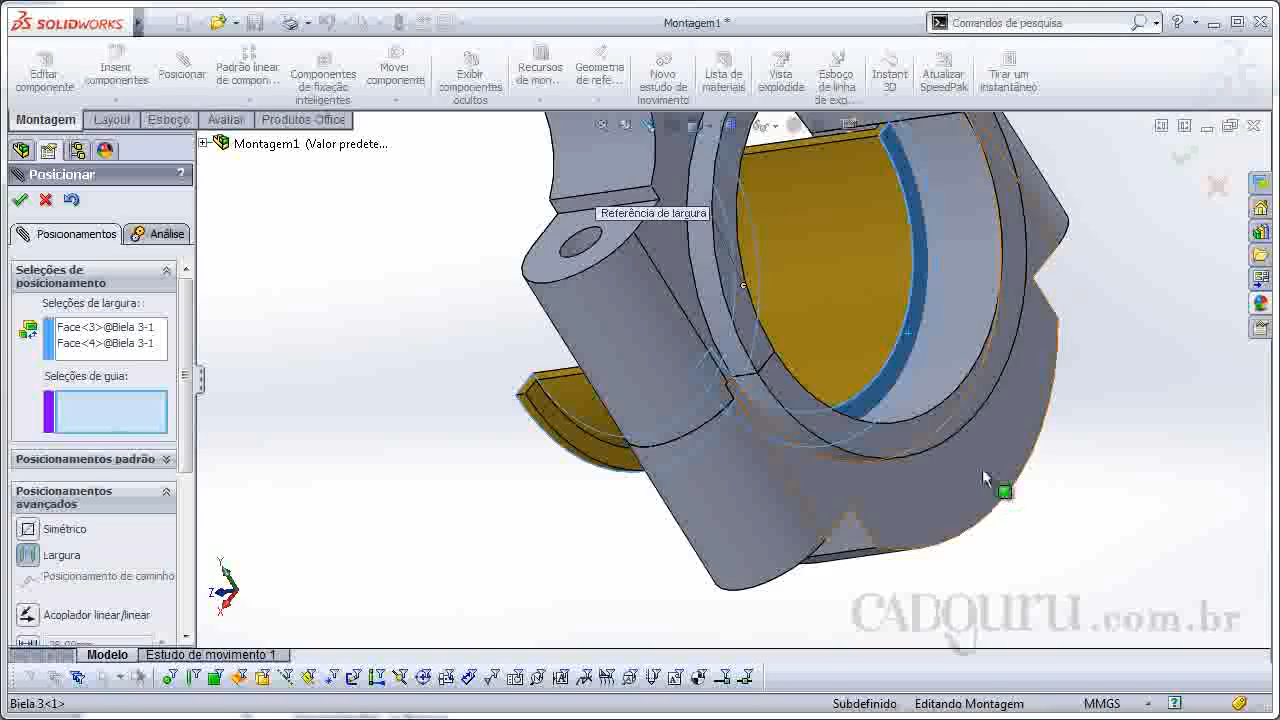 SOLIDWORKS
Montagem1 *
Comandos de pesquisa
Editar componente
Insert componentes
Posicionar
Padrão linear de compon...
Componentes de fixação inteligentes
Mover componente
Exibir componentes ocultos
Recursos de mon...
Geometria de refe...
Novo estudo de movimento
Lista de materiais
Vista explodida
Esboço de linha de exp...
Instant 3D
Atualizar SpeedPak
Tirar um instantâneo
Montagem Layout Esboço Avaliar Produtos Office
Montagem1 (Valor predete...
Posicionar ?
Posicionamentos Análise
Seleções de
posicionamento
Seleções de largura:
Face<3>@Biela 3-1
Face<4>@Biela 3-1
Seleções de guia:
Posicionamentos padrão
Posicionamentos
avançados
Simétrico
Largura
Posicionamento de caminho
Acoplador linear/linear
Referência de largura
Y
Z
X
CADGuru.com.br
Modelo Estudo de movimento 1
Biela 3<1> Subdefinido Editando Montagem MMGS